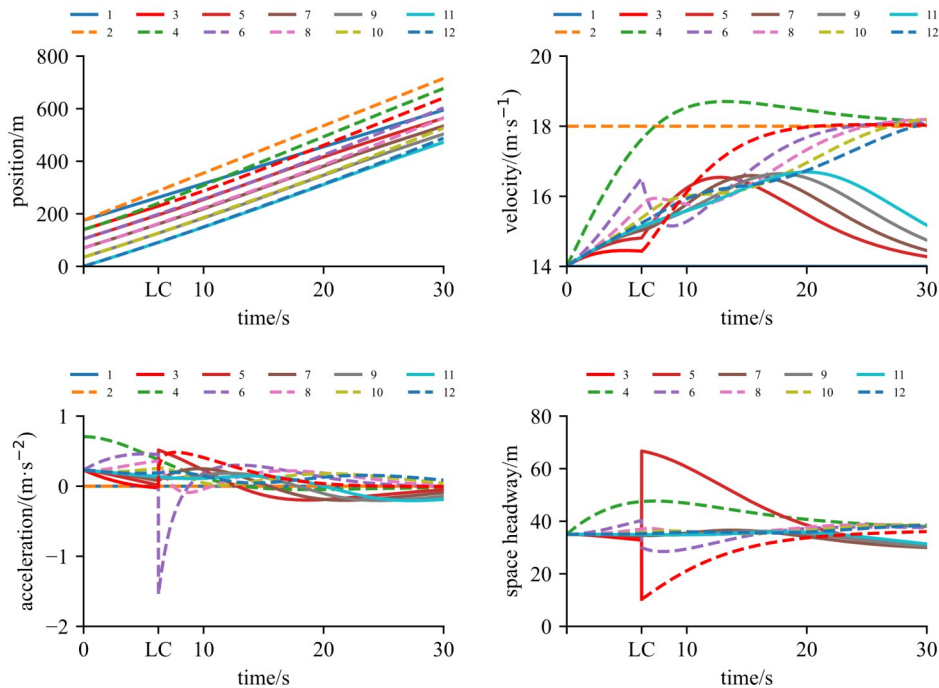 1 3 5 7 9 11
2 4 6 8 10 12
800
600
400
200
0
position/m
0 LC 10 20 30
time/s
1 3 5 7 9 11
2 4 6 8 10 12
20
18
16
14
velocity/(m·s⁻¹)
0 LC 10 20 30
time/s
1 3 5 7 9 11
2 4 6 8 10 12
1
0
−1
−2
acceleration/(m·s⁻²)
0 LC 10 20 30
time/s
3 5 7 9 11
4 6 8 10 12
80
60
40
20
0
space headway/m
LC 10 20 30
time/s